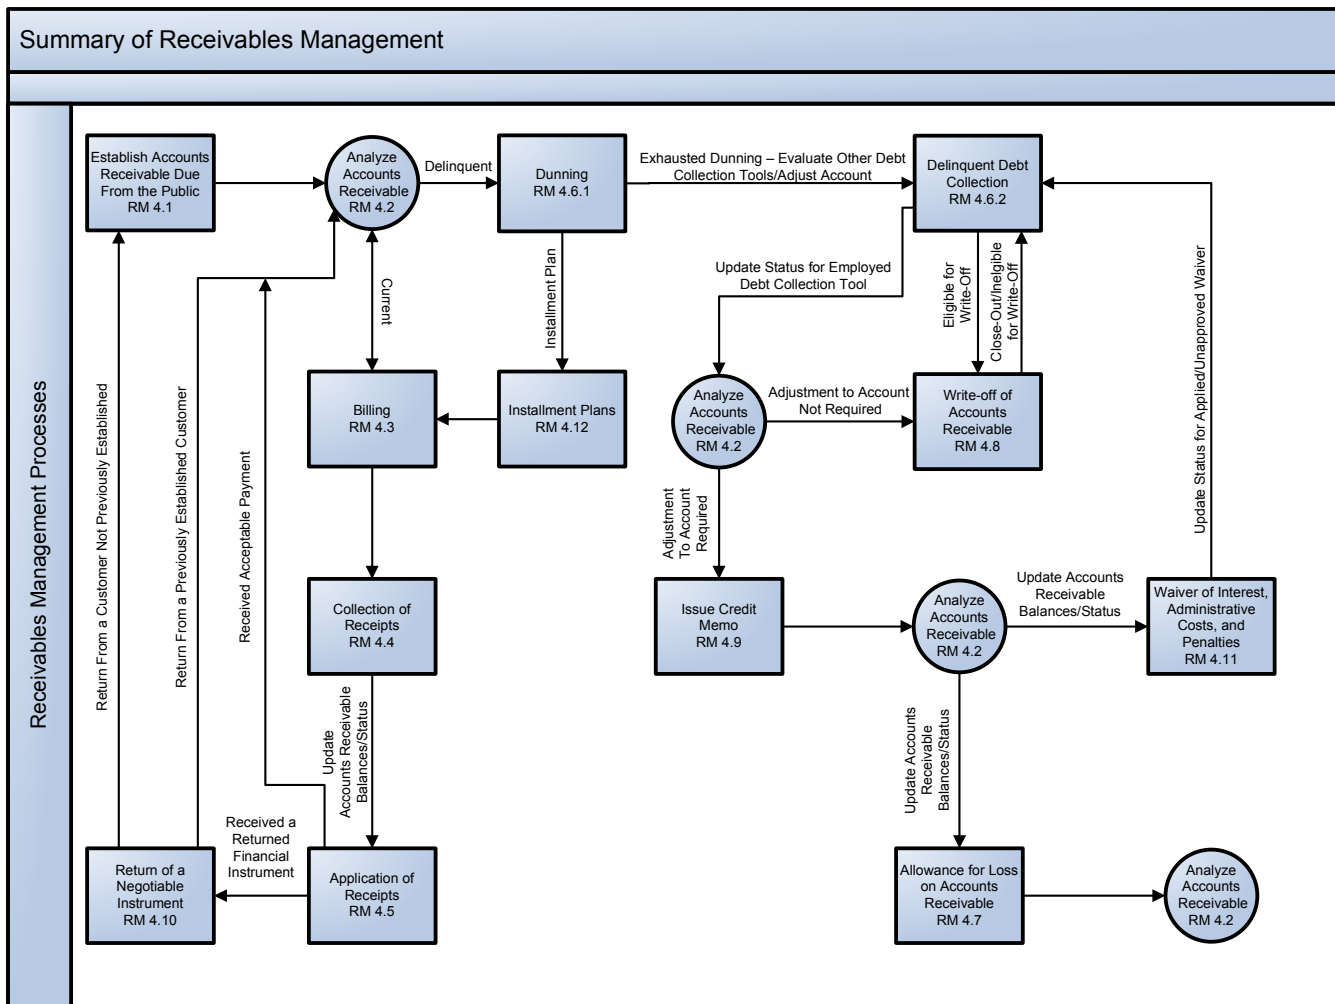 Summary of Receivables Management
Receivables Management Processes
Establish Accounts
Receivable Due
From the Public
RM 4.1
Analyze
Accounts
Receivable
RM 4.2
Delinquent
Dunning
RM 4.6.1
Exhausted Dunning – Evaluate Other Debt
Collection Tools/Adjust Account
Delinquent Debt
Collection
RM 4.6.2
Update Status for Employed
Debt Collection Tool
Current
Installment Plan
Eligible for
Write-Off
Close-Out/Inelgible
for Write-Off
Billing
RM 4.3
Installment Plans
RM 4.12
Analyze
Accounts
Receivable
RM 4.2
Adjustment to Account
Not Required
Write-off of
Accounts
Receivable
RM 4.8
Update Status for Applied/Unapproved Waiver
Return From a Customer Not Previously Established
Return From a Previously Established Customer
Received Acceptable Payment
Adjustment
To Account
Required
Collection of
Receipts
RM 4.4
Issue Credit
Memo
RM 4.9
Analyze
Accounts
Receivable
RM 4.2
Update Accounts
Receivable
Balances/Status
Waiver of Interest,
Administrative
Costs, and
Penalties
RM 4.11
Update
Accounts Receivable
Balances/Status
Update Accounts
Receivable
Balances/Status
Received a
Returned
Financial
Instrument
Return of a
Negotiable
Instrument
RM 4.10
Application of
Receipts
RM 4.5
Allowance for Loss
on Accounts
Receivable
RM 4.7
Analyze
Accounts
Receivable
RM 4.2